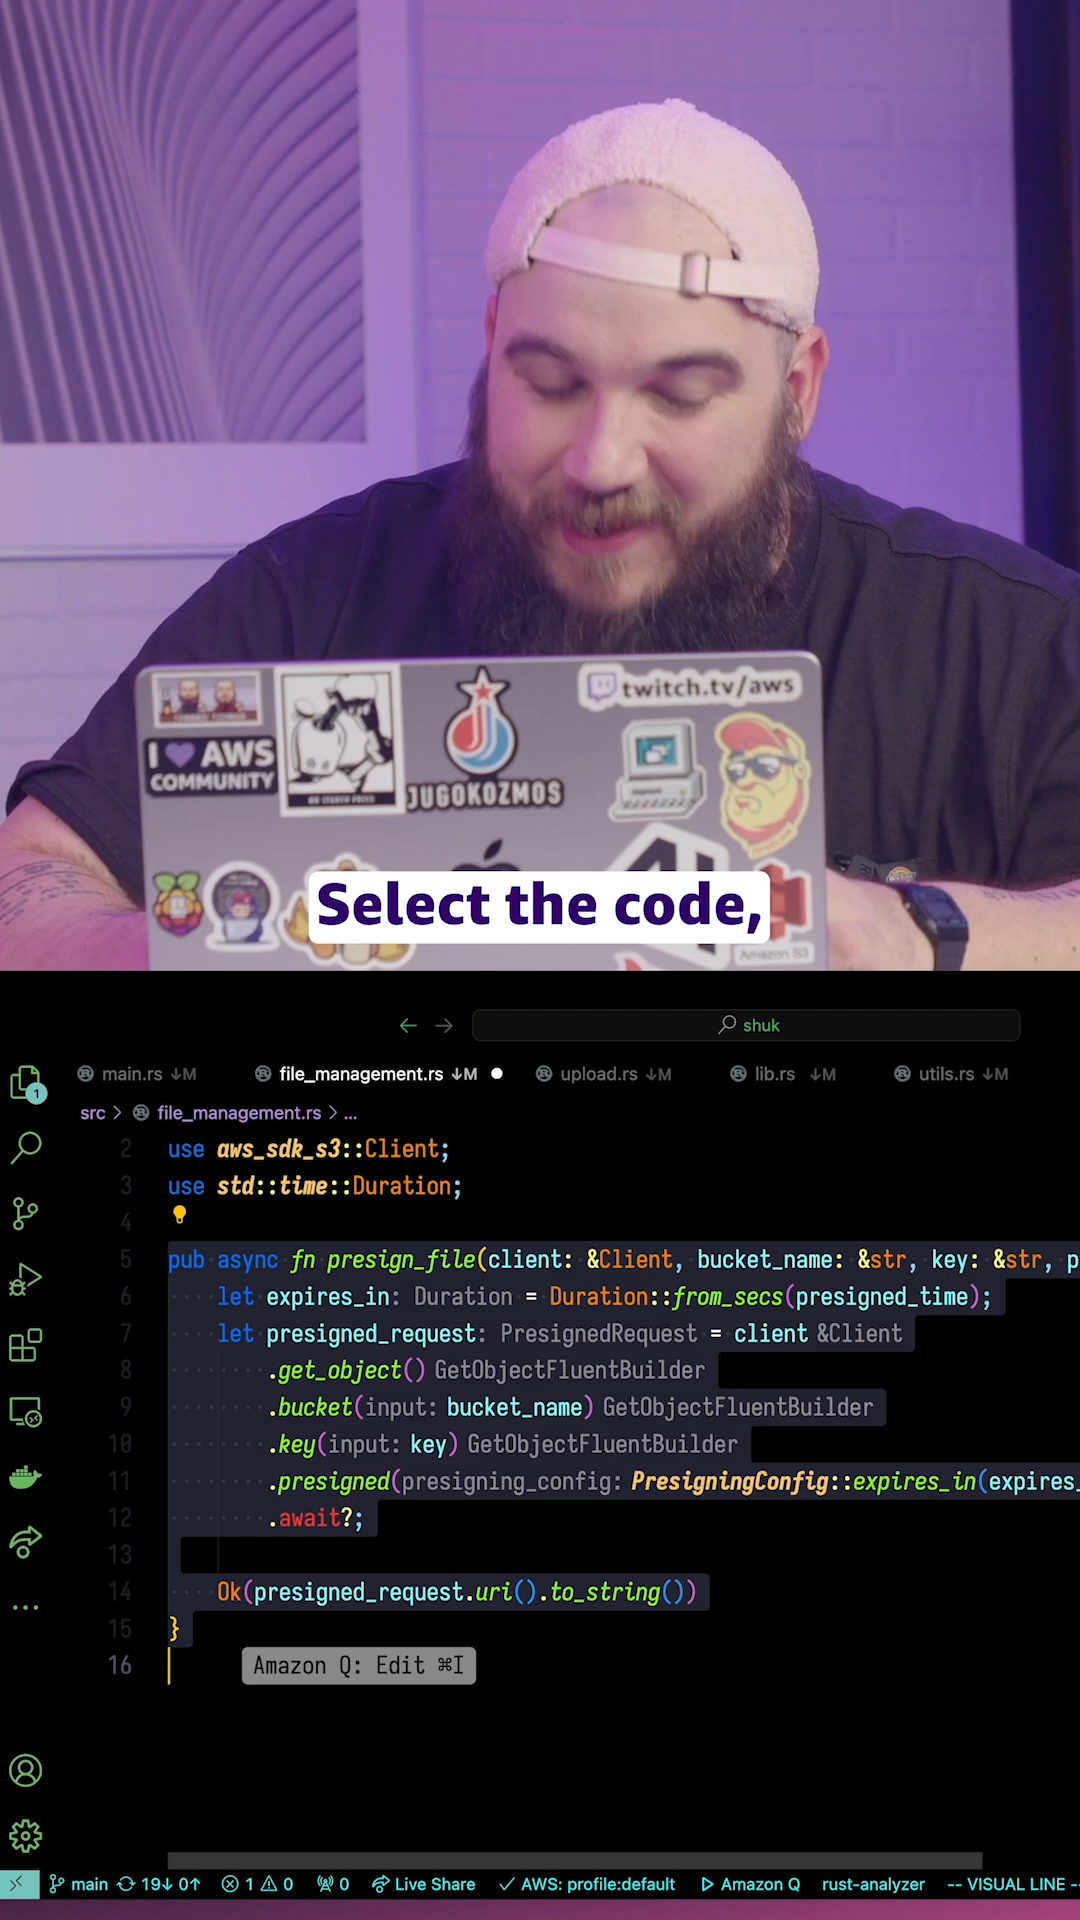 twitch.tv/aws
I 💜 AWS
COMMUNITY
JUGOKOZMOS
Select the code,
Amazon S3
shuk
main.rs ↓M
file_management.rs ↓M
upload.rs ↓M
lib.rs ↓M
utils.rs ↓M
1
src > file_management.rs > ...
2 use aws_sdk_s3::Client;
3 use std::time::Duration;
4
5 pub async fn presign_file(client: &Client, bucket_name: &str, key: &str, p
6 let expires_in: Duration = Duration::from_secs(presigned_time);
7 let presigned_request: PresignedRequest = client &Client
8 .get_object() GetObjectFluentBuilder
9 .bucket(input: bucket_name) GetObjectFluentBuilder
10 .key(input: key) GetObjectFluentBuilder
11 .presigned(presigning_config: PresigningConfig::expires_in(expires_
12 .await?;
13
14 Ok(presigned_request.uri().to_string())
15 }
16 Amazon Q: Edit ⌘I
main 19↓ 0↑ 1 0 0 Live Share ✓ AWS: profile:default ▷ Amazon Q rust-analyzer -- VISUAL LINE --